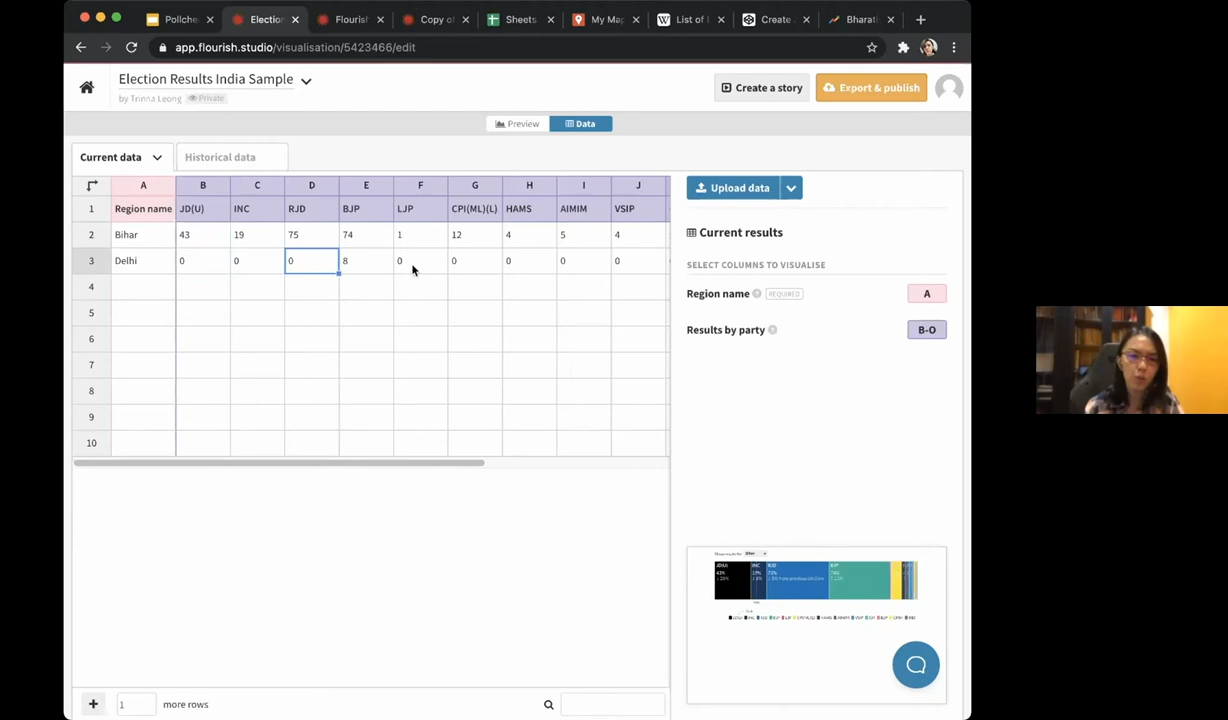 Pollche
Election
Flourish
Copy of
Sheets
My Map
List of
Create
Bharati
app.flourish.studio/visualisation/5423466/edit
Election Results India Sample
by Trinna Leong Private
Create a story
Export & publish
Preview
Data
Current data
Historical data
A B C D E F G H I J
1 Region name JD(U) INC RJD BJP LJP CPI(ML)(L) HAMS AIMIM VSIP
2 Bihar 43 19 75 74 1 12 4 5 4
3 Delhi 0 0 0 8 0 0 0 0 0
4
5
6
7
8
9
10
Upload data
Current results
SELECT COLUMNS TO VISUALISE
Region name ? REQUIRED A
Results by party ? B-O
1 more rows